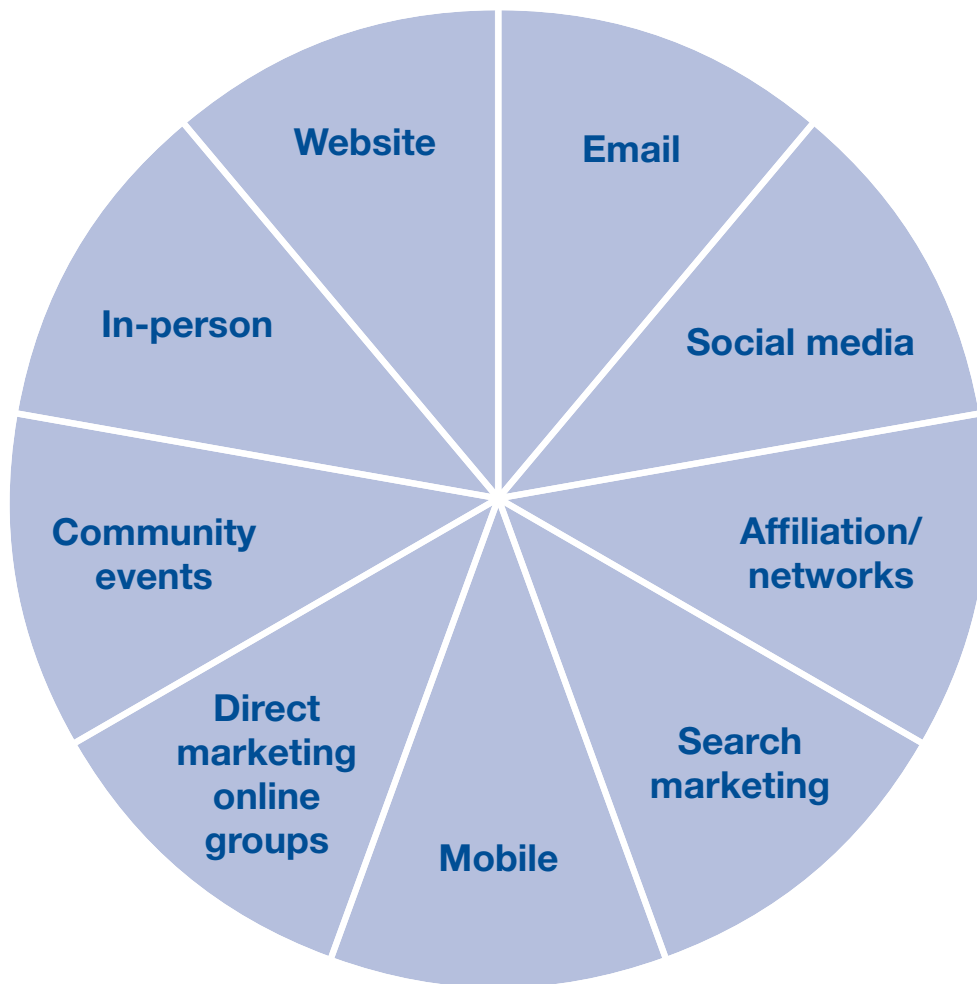 Website
Email
In-person
Social media
Community
events
Affiliation/
networks
Direct
marketing
online
groups
Search
marketing
Mobile